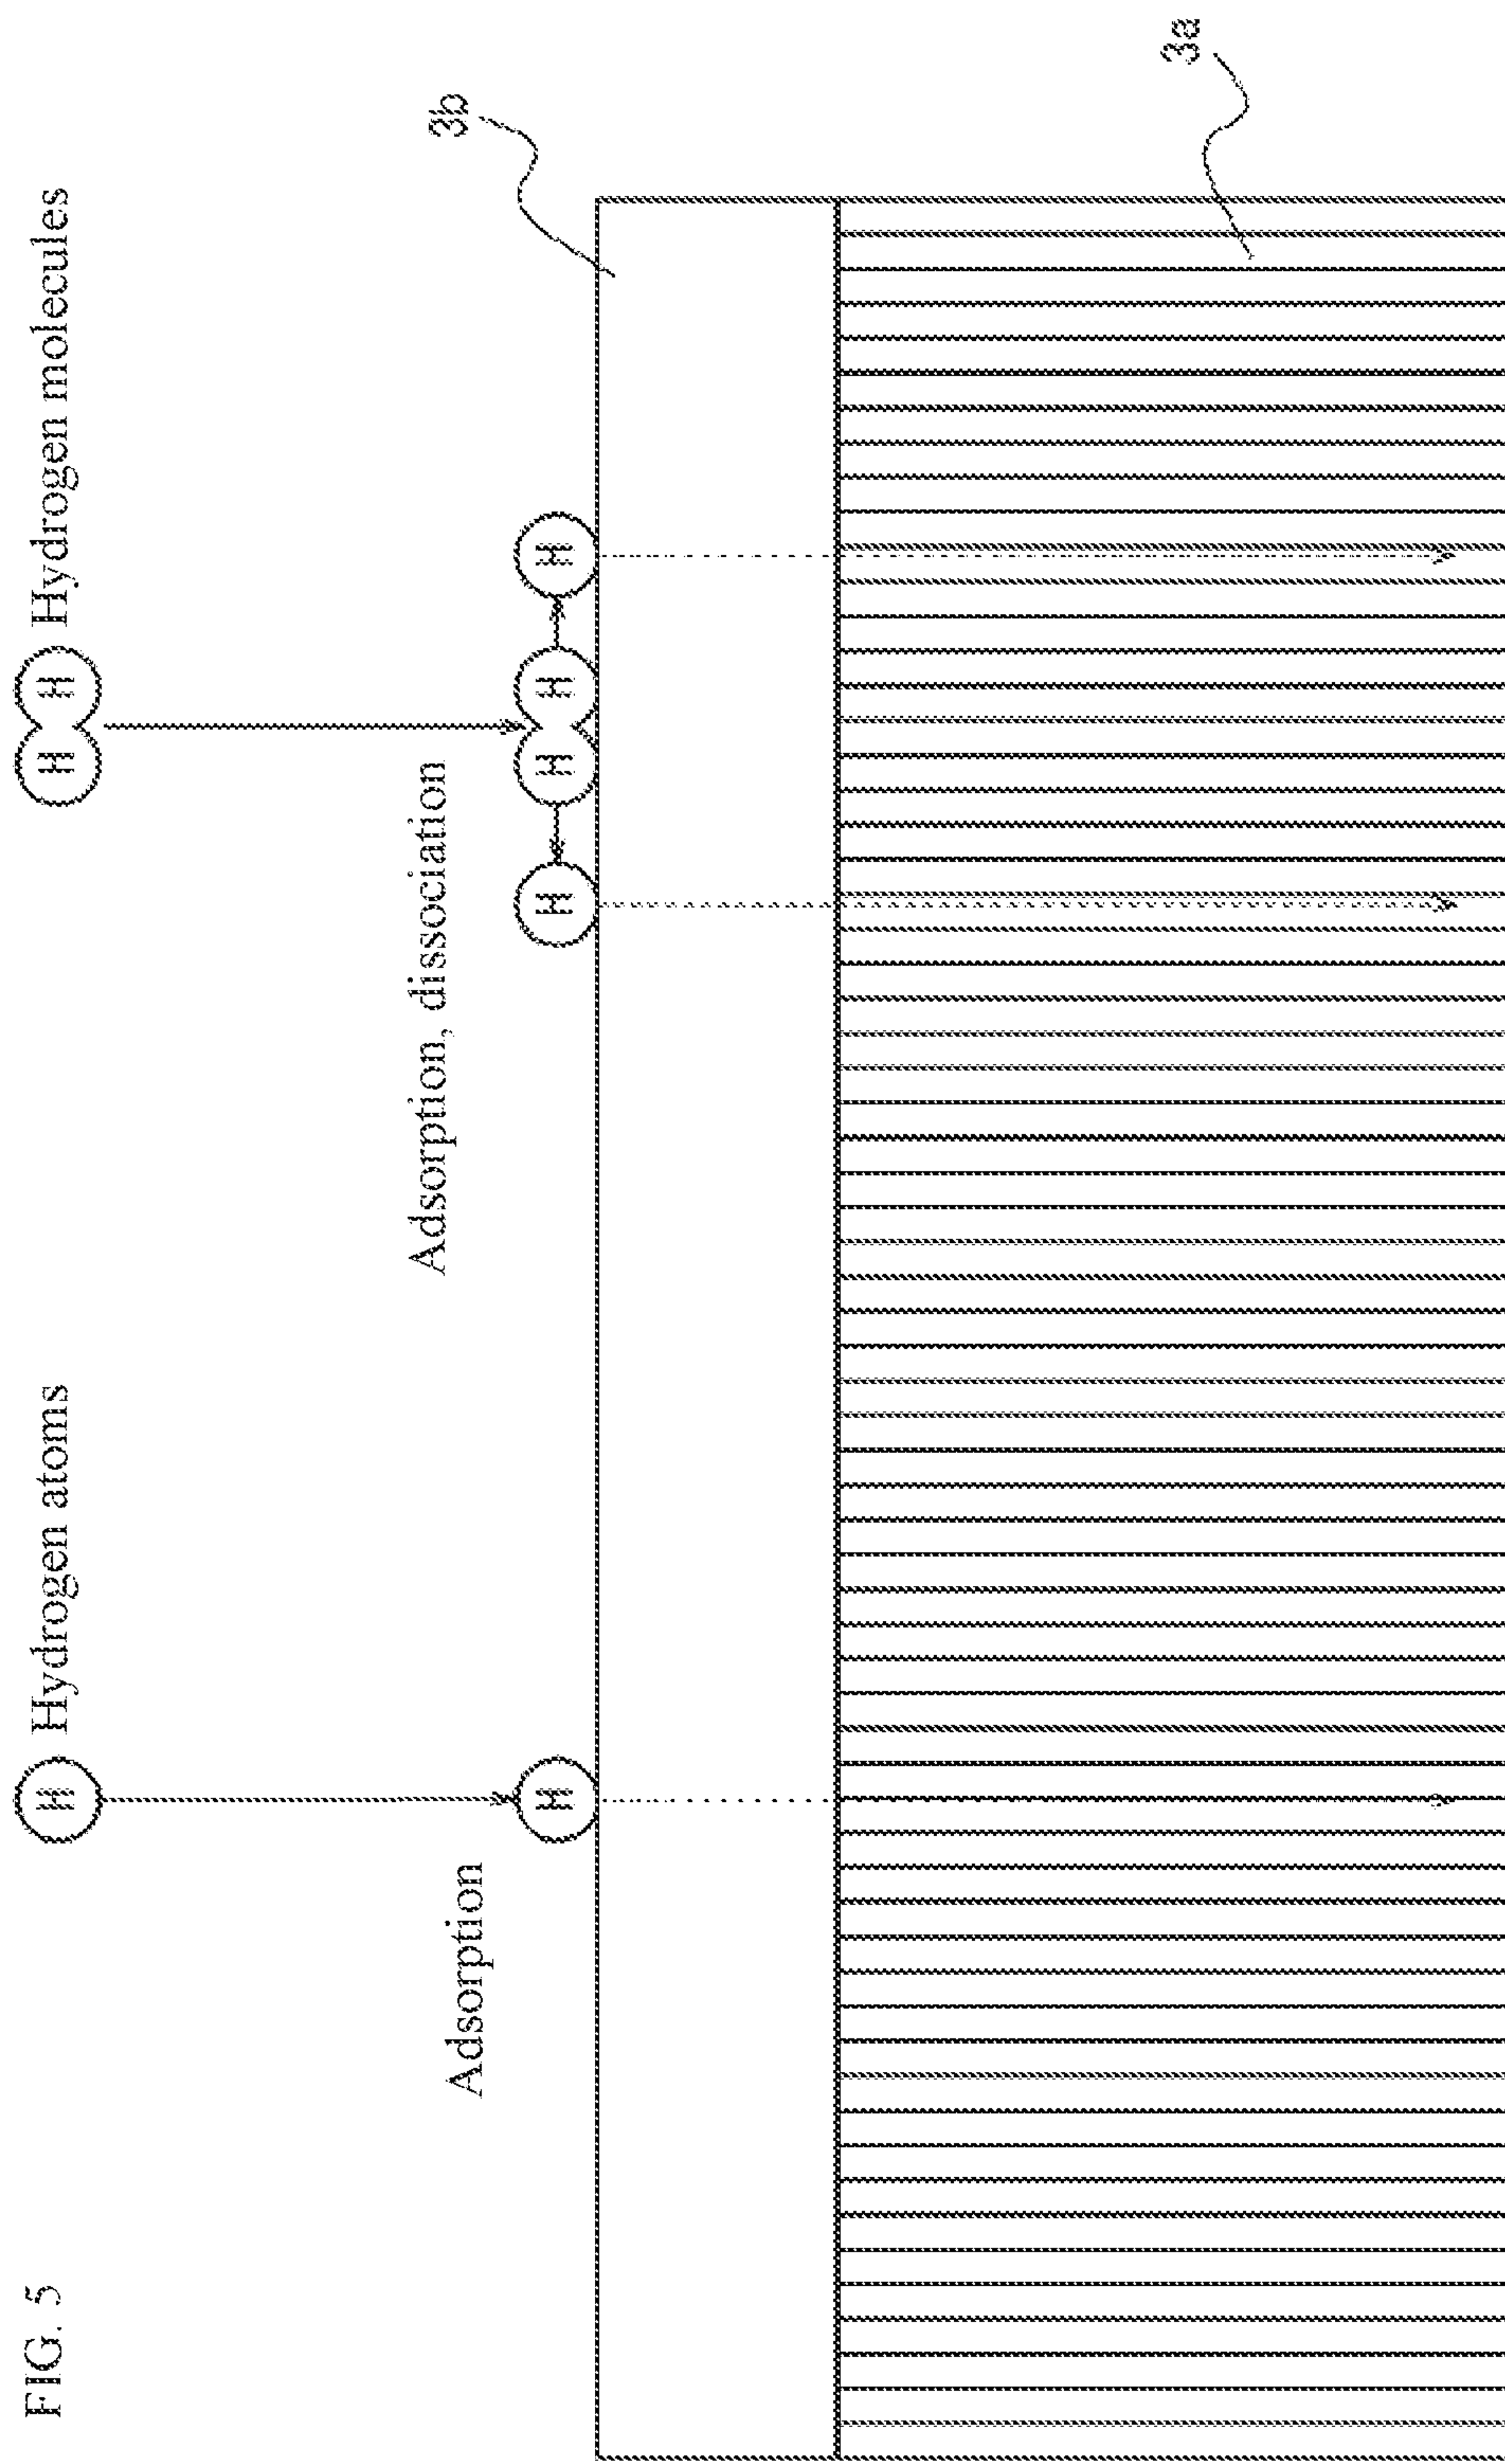 FIG. 5
H Hydrogen atoms
H H Hydrogen molecules
Adsorption
Adsorption, dissociation
H
H H H H
3b
3a